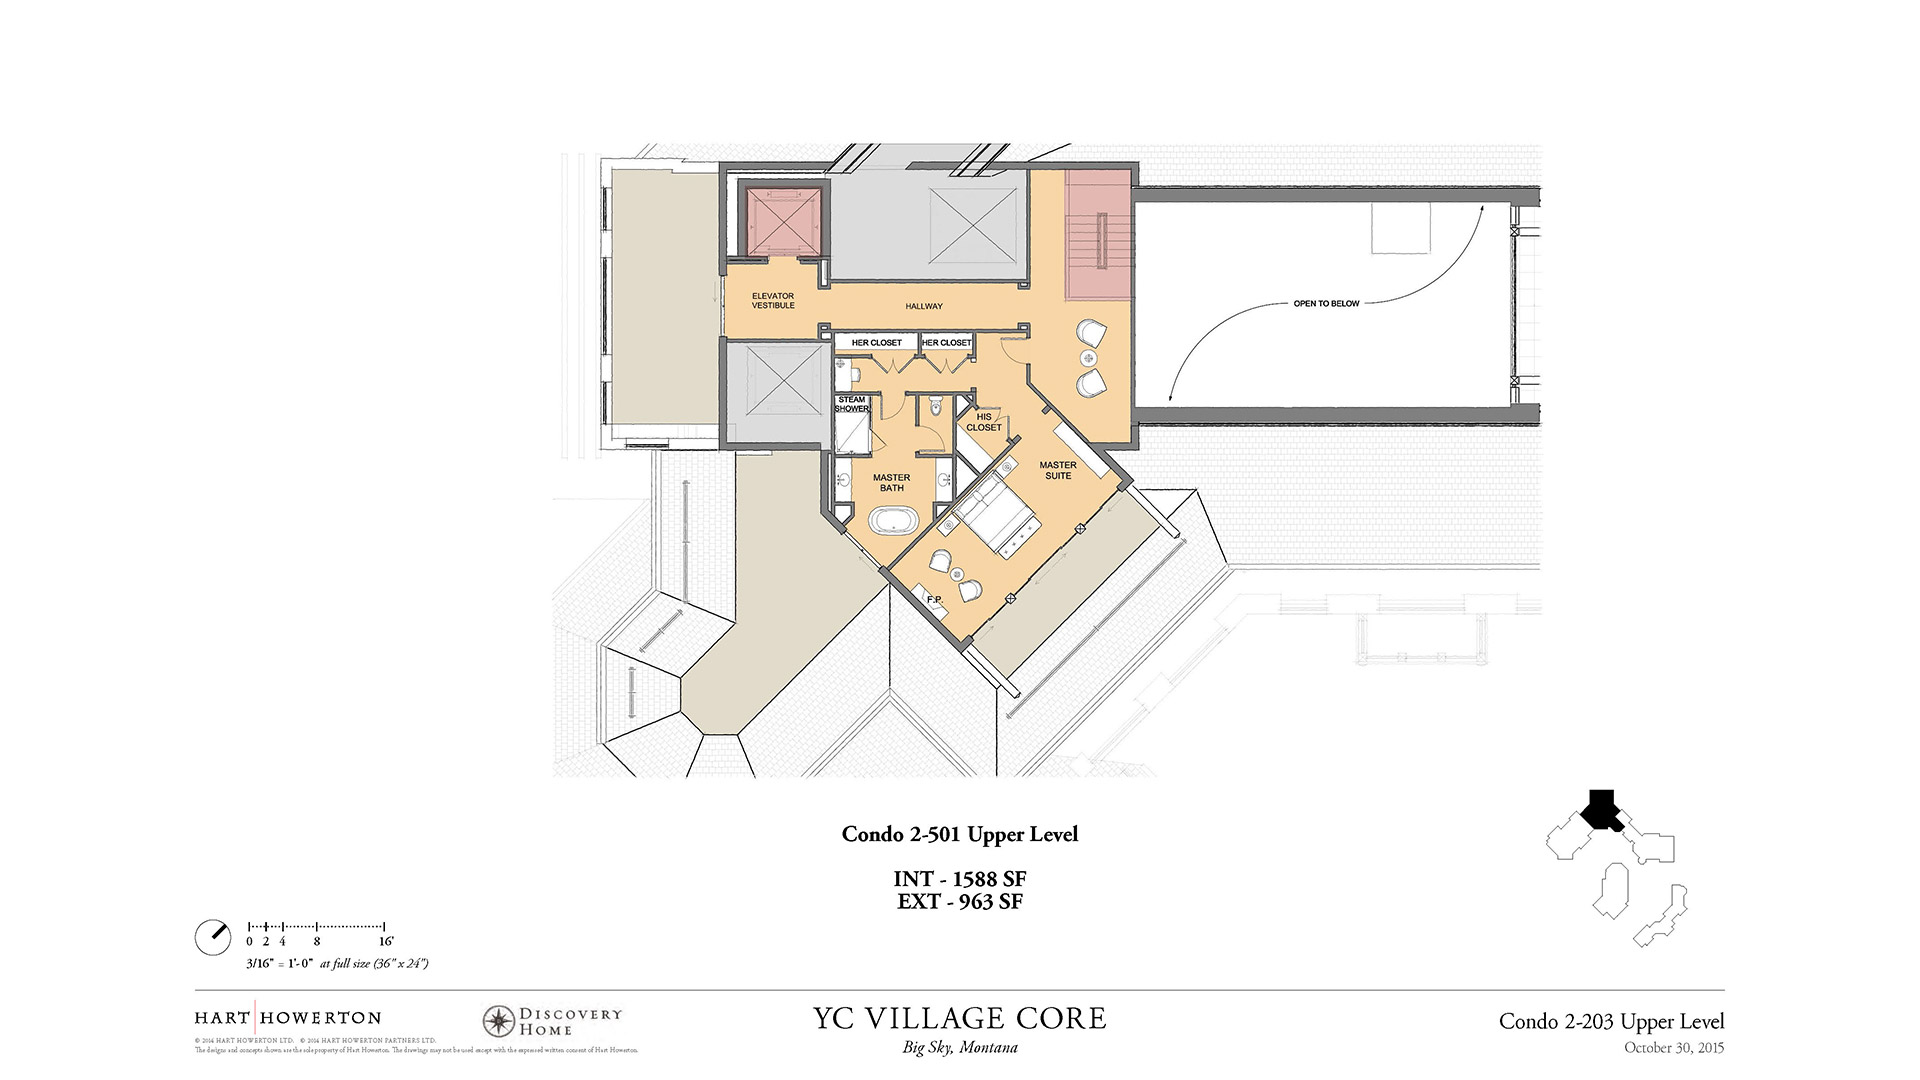 ELEVATOR
VESTIBULE
HALLWAY
OPEN TO BELOW
HER CLOSET
HER CLOSET
STEAM
SHOWER
HIS
CLOSET
MASTER
SUITE
MASTER
BATH
F.P.
Condo 2-501 Upper Level
INT - 1588 SF
EXT - 963 SF
0 2 4 8 16'
3/16" = 1'-0" at full size (36" x 24")
HART HOWERTON
DISCOVERY
HOME
© 2014 HART HOWERTON LTD. © 2014 HART HOWERTON PARTNERS LTD.
The designs and concepts shown are the sole property of Hart Howerton. The drawings may not be used except with the expressed written consent of Hart Howerton.
YC VILLAGE CORE
Big Sky, Montana
Condo 2-203 Upper Level
October 30, 2015